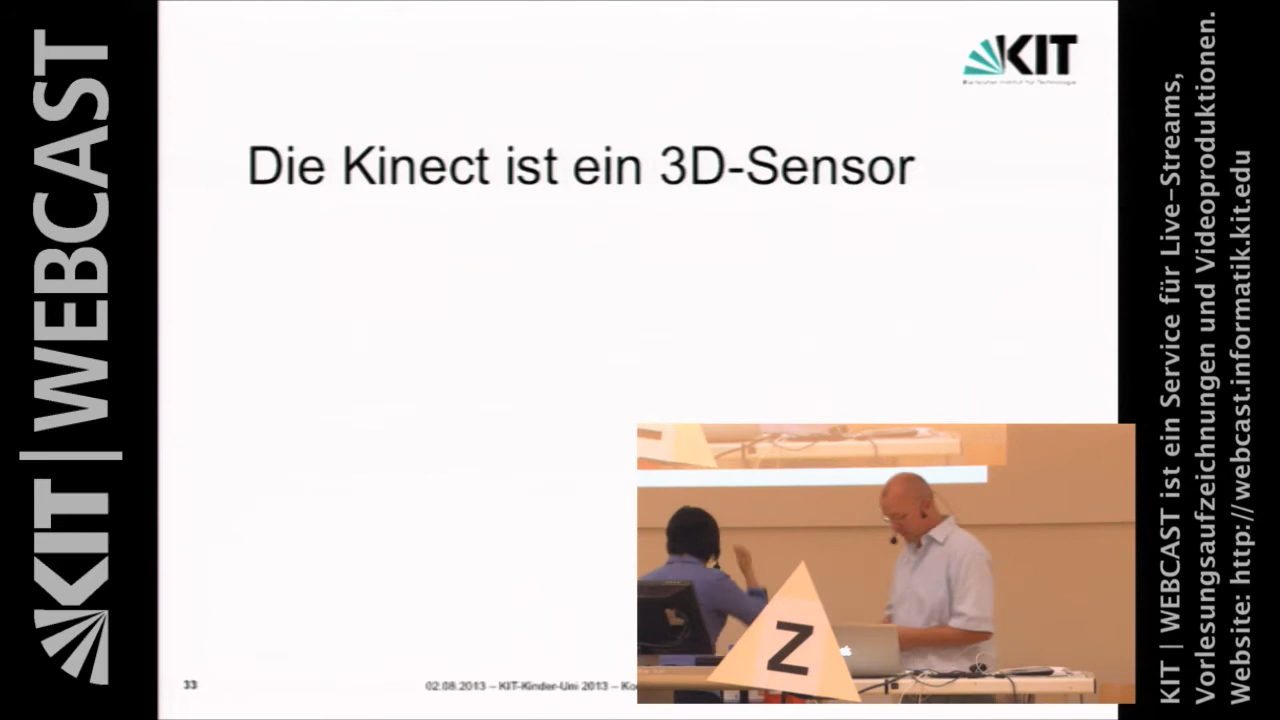 KIT | WEBCAST
KIT
Die Kinect ist ein 3D-Sensor
33
02.08.2013 – KIT-Kinder-Uni 2013 –
Z
KIT | WEBCAST ist ein Service für Live-Streams,
Vorlesungsaufzeichnungen und Videoproduktionen.
Website: http://webcast.informatik.kit.edu